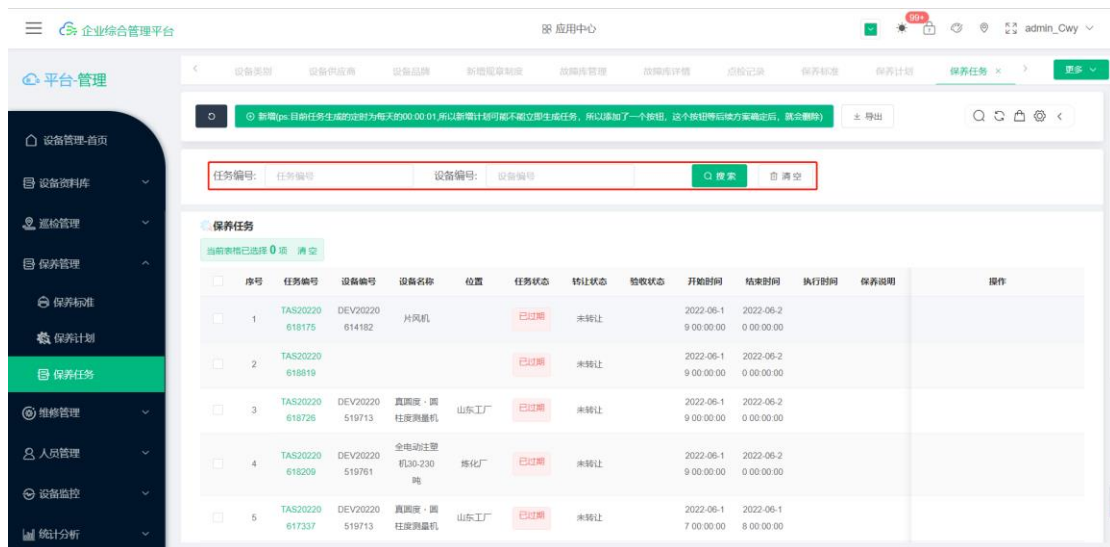 企业综合管理平台
应用中心
99+
admin_Cwy
平台-管理
设备类别 设备供应商 设备品牌 新增规章制度 故障库管理 故障库详情 点检记录 保养标准 保养计划 保养任务 × 更多
新增(ps:目前任务生成的定时为每天的00:00:01,所以新增计划可能不能立即生成任务，所以添加了一个按钮，这个按钮等后续方案确定后，就会删除) 导出
设备管理-首页
设备资料库
巡检管理
保养管理
保养标准
保养计划
保养任务
维修管理
人员管理
设备监控
统计分析
任务编号: 任务编号 设备编号: 设备编号 搜索 清空
保养任务
当前表格已选择 0 项 清空
序号 任务编号 设备编号 设备名称 位置 任务状态 转让状态 验收状态 开始时间 结束时间 执行时间 保养说明 操作
1 TAS20220618175 DEV20220614182 片风机 已过期 未转让 2022-06-19 00:00:00 2022-06-20 00:00:00
2 TAS20220618819 已过期 未转让 2022-06-19 00:00:00 2022-06-20 00:00:00
3 TAS20220618726 DEV20220519713 真圆度·圆柱度测量机 山东工厂 已过期 未转让 2022-06-19 00:00:00 2022-06-20 00:00:00
4 TAS20220618209 DEV20220519761 全电动注塑机30-230吨 炼化厂 已过期 未转让 2022-06-19 00:00:00 2022-06-20 00:00:00
5 TAS20220617337 DEV20220519713 真圆度·圆柱度测量机 山东工厂 已过期 未转让 2022-06-17 00:00:00 2022-06-18 00:00:00